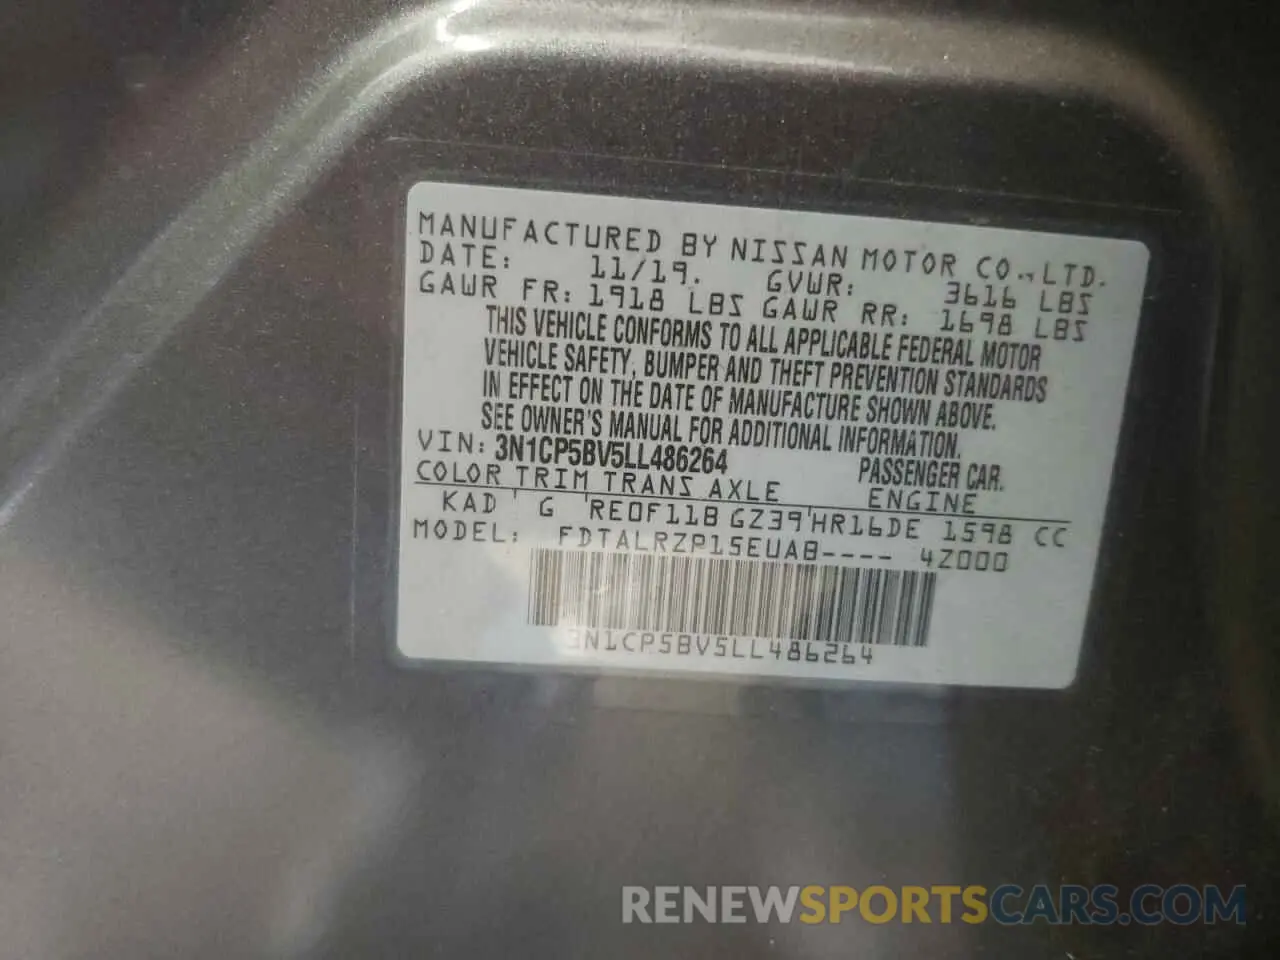 MANUFACTURED BY NISSAN MOTOR CO., LTD.
DATE: 11/19. GVWR: 3616 LBS
GAWR FR: 1918 LBS GAWR RR: 1698 LBS
THIS VEHICLE CONFORMS TO ALL APPLICABLE FEDERAL MOTOR
VEHICLE SAFETY, BUMPER AND THEFT PREVENTION STANDARDS
IN EFFECT ON THE DATE OF MANUFACTURE SHOWN ABOVE.
SEE OWNER'S MANUAL FOR ADDITIONAL INFORMATION.
VIN: 3N1CP5BV5LL486264 PASSENGER CAR.
COLOR TRIM TRANS AXLE ENGINE
KAD G RE0F11B GZ39 HR16DE 1598 CC
MODEL: FDTALRZP15EUAB---- 4Z000
3N1CP5BV5LL486264
RENEWSPORTSCARS.COM